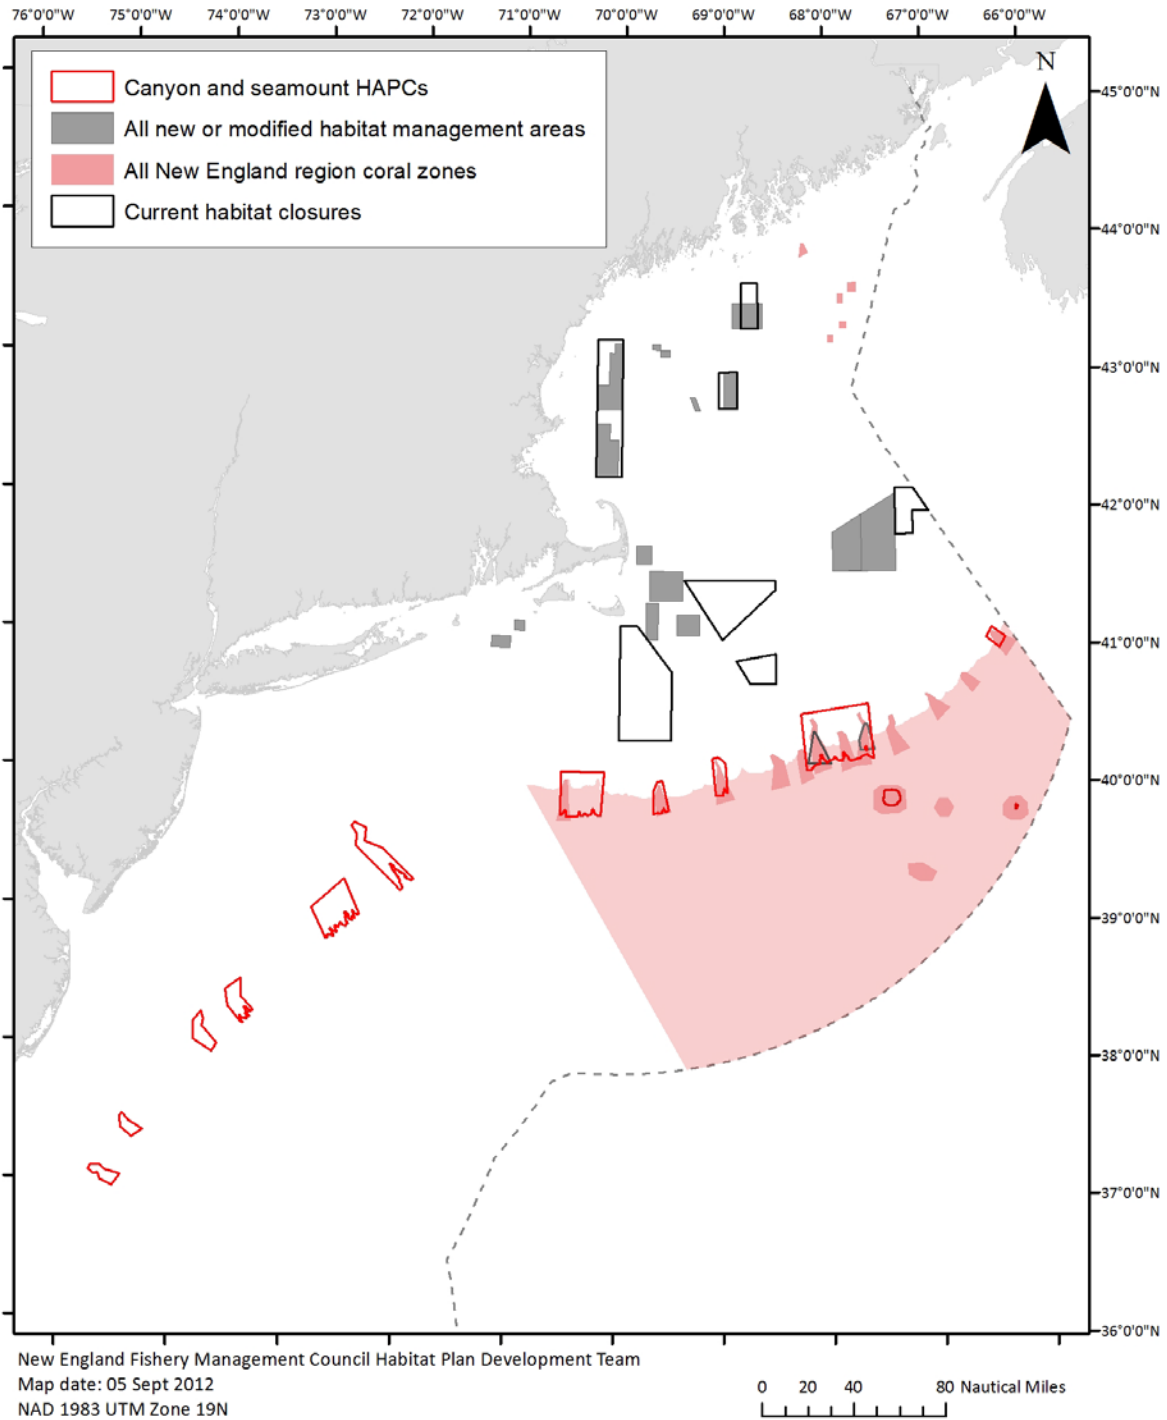 76°0'0"W 75°0'0"W 74°0'0"W 73°0'0"W 72°0'0"W 71°0'0"W 70°0'0"W 69°0'0"W 68°0'0"W 67°0'0"W 66°0'0"W
N
Canyon and seamount HAPCs
All new or modified habitat management areas
All New England region coral zones
Current habitat closures
45°0'0"N
44°0'0"N
43°0'0"N
42°0'0"N
41°0'0"N
40°0'0"N
39°0'0"N
38°0'0"N
37°0'0"N
36°0'0"N
New England Fishery Management Council Habitat Plan Development Team
Map date: 05 Sept 2012
NAD 1983 UTM Zone 19N
0 20 40 80 Nautical Miles